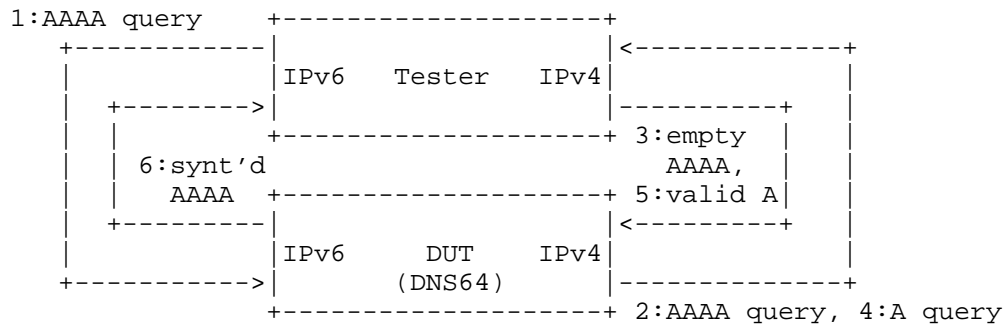 1:AAAA query
IPv6 Tester IPv4
3:empty
6:synt'd AAAA,
AAAA 5:valid A
IPv6 DUT IPv4
(DNS64)
2:AAAA query, 4:A query